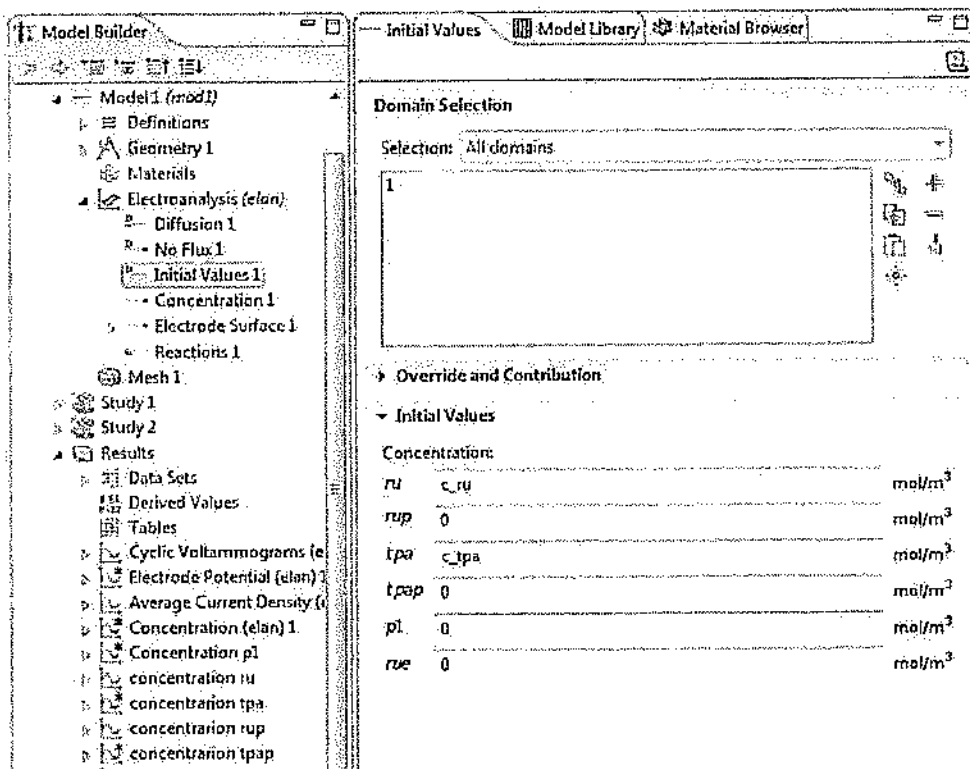 Model Builder
Model 1 (mod1)
Definitions
Geometry 1
Materials
Electroanalysis (elan)
Diffusion 1
No Flux 1
Initial Values 1
Concentration 1
Electrode Surface 1
Reactions 1
Mesh 1
Study 1
Study 2
Results
Data Sets
Derived Values
Tables
Cyclic Voltammograms (e
Electrode Potential (elan) 1
Average Current Density (
Concentration (elan) 1
Concentration p1
concentration ru
concentrarion tpa
concentrarion rup
concentrarion tpap
Initial Values Model Library Material Browser
Domain Selection
Selection: All domains
1
Override and Contribution
Initial Values
Concentration:
ru c_ru mol/m³
rup 0 mol/m³
tpa c_tpa mol/m³
tpap 0 mol/m³
p1 0 mol/m³
rue 0 mol/m³